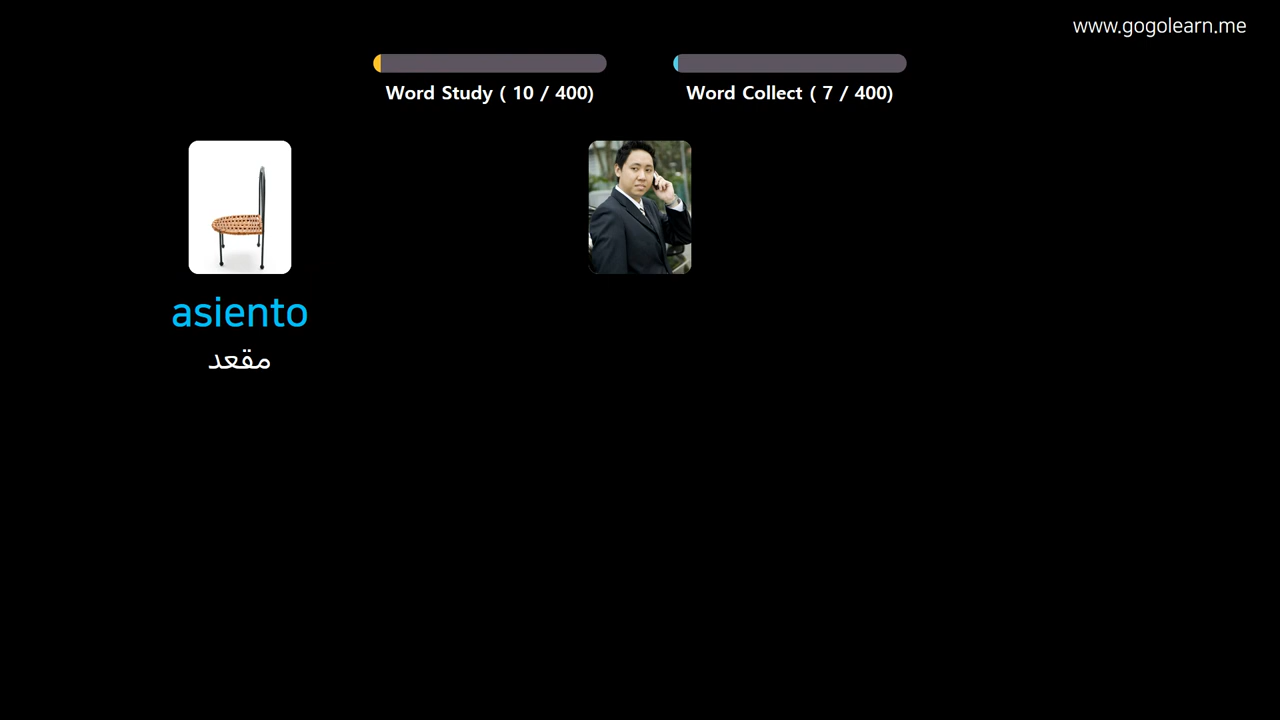 www.gogolearn.me
Word Study ( 10 / 400)
Word Collect ( 7 / 400)
asiento
مقعد